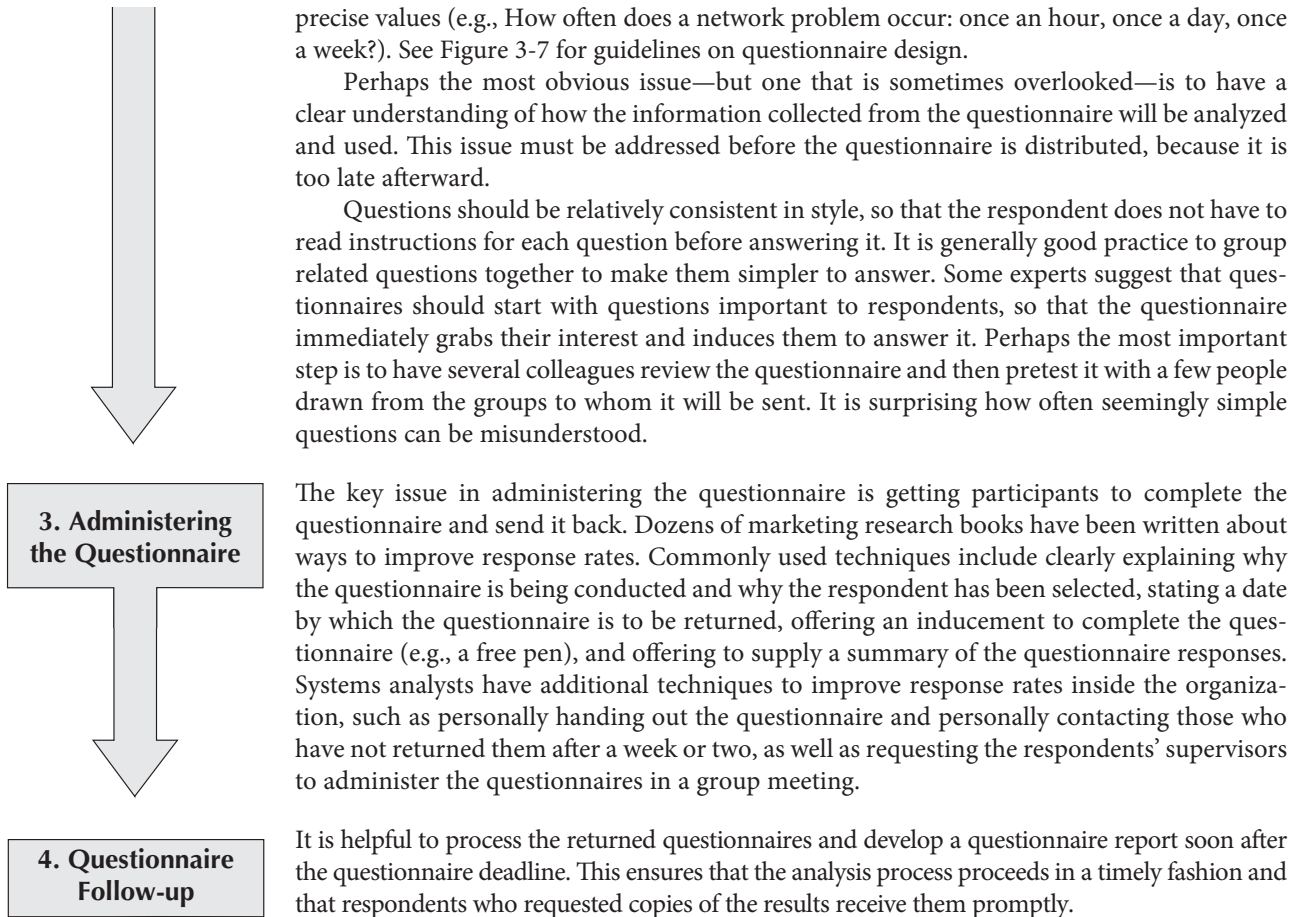 precise values (e.g., How often does a network problem occur: once an hour, once a day, once
a week?). See Figure 3-7 for guidelines on questionnaire design.
Perhaps the most obvious issue—but one that is sometimes overlooked—is to have a
clear understanding of how the information collected from the questionnaire will be analyzed
and used. This issue must be addressed before the questionnaire is distributed, because it is
too late afterward.
Questions should be relatively consistent in style, so that the respondent does not have to
read instructions for each question before answering it. It is generally good practice to group
related questions together to make them simpler to answer. Some experts suggest that ques-
tionnaires should start with questions important to respondents, so that the questionnaire
immediately grabs their interest and induces them to answer it. Perhaps the most important
step is to have several colleagues review the questionnaire and then pretest it with a few people
drawn from the groups to whom it will be sent. It is surprising how often seemingly simple
questions can be misunderstood.
3. Administering
the Questionnaire
The key issue in administering the questionnaire is getting participants to complete the
questionnaire and send it back. Dozens of marketing research books have been written about
ways to improve response rates. Commonly used techniques include clearly explaining why
the questionnaire is being conducted and why the respondent has been selected, stating a date
by which the questionnaire is to be returned, offering an inducement to complete the ques-
tionnaire (e.g., a free pen), and offering to supply a summary of the questionnaire responses.
Systems analysts have additional techniques to improve response rates inside the organiza-
tion, such as personally handing out the questionnaire and personally contacting those who
have not returned them after a week or two, as well as requesting the respondents' supervisors
to administer the questionnaires in a group meeting.
4. Questionnaire
Follow-up
It is helpful to process the returned questionnaires and develop a questionnaire report soon after
the questionnaire deadline. This ensures that the analysis process proceeds in a timely fashion and
that respondents who requested copies of the results receive them promptly.